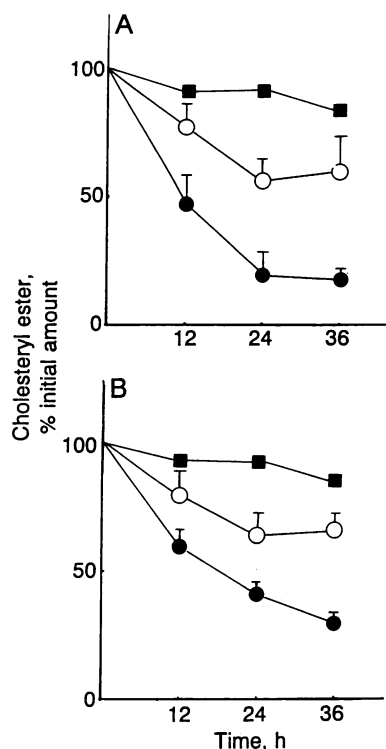 A
100
50
0
12 24 36
Cholesteryl ester,
% initial amount
B
100
50
0
12 24 36
Time, h